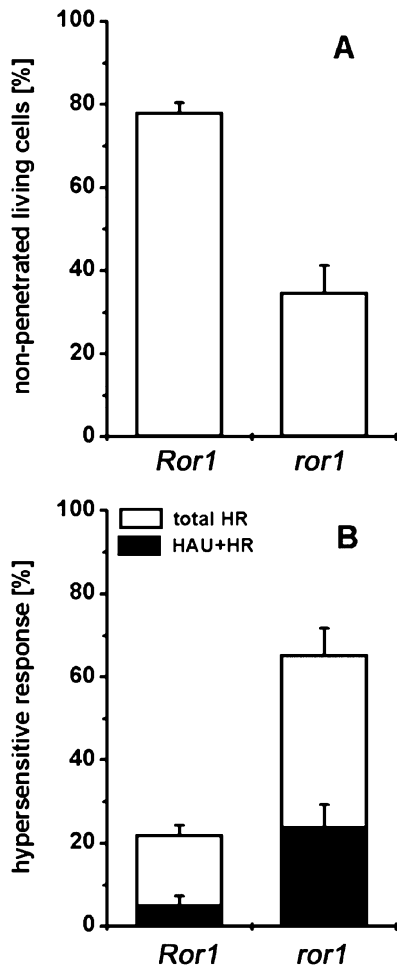 A
non-penetrated living cells [%]
100
80
60
40
20
0
Ror1 ror1
B
hypersensitive response [%]
total HR
HAU+HR
100
80
60
40
20
0
Ror1 ror1